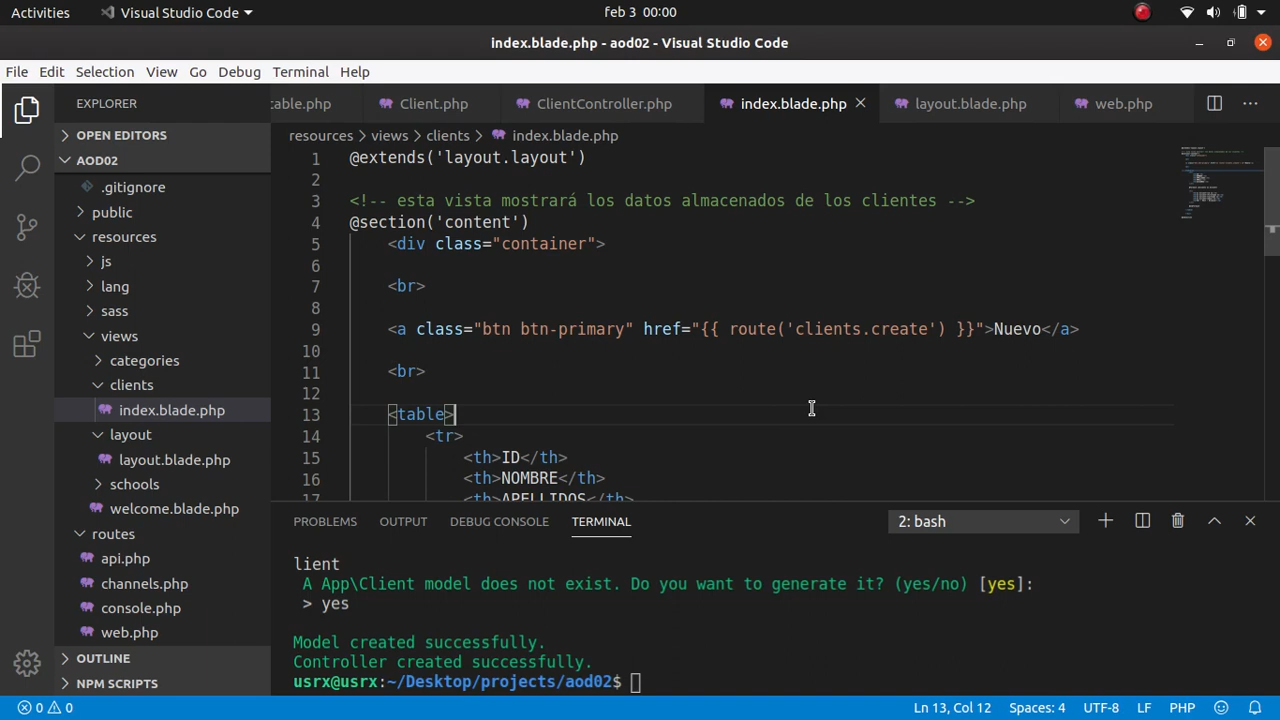 Activities Visual Studio Code feb 3 00:00
index.blade.php - aod02 - Visual Studio Code
File Edit Selection View Go Debug Terminal Help
EXPLORER
OPEN EDITORS
AOD02
.gitignore
public
resources
js
lang
sass
views
categories
clients
index.blade.php
layout
layout.blade.php
schools
welcome.blade.php
routes
api.php
channels.php
console.php
web.php
OUTLINE
NPM SCRIPTS
table.php Client.php ClientController.php index.blade.php layout.blade.php web.php
resources > views > clients > index.blade.php
1 @extends('layout.layout')
2
3 <!-- esta vista mostrará los datos almacenados de los clientes -->
4 @section('content')
5 <div class="container">
6
7 <br>
8
9 <a class="btn btn-primary" href="{{ route('clients.create') }}">Nuevo</a>
10
11 <br>
12
13 <table>
14 <tr>
15 <th>ID</th>
16 <th>NOMBRE</th>
17 <th>APELLIDOS</th>
PROBLEMS OUTPUT DEBUG CONSOLE TERMINAL 2: bash
lient
A App\Client model does not exist. Do you want to generate it? (yes/no) [yes]:
> yes
Model created successfully.
Controller created successfully.
usrx@usrx:~/Desktop/projects/aod02$
0 0 Ln 13, Col 12 Spaces: 4 UTF-8 LF PHP